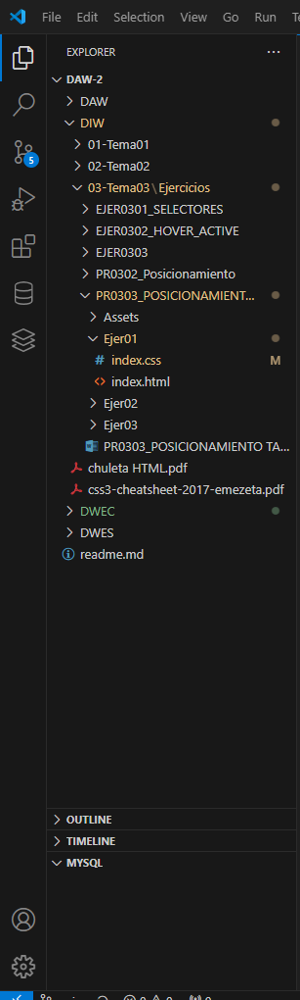 File Edit Selection View Go Run
EXPLORER ...
DAW-2
DAW
DIW
01-Tema01
02-Tema02
03-Tema03\Ejercicios
EJER0301_SELECTORES
EJER0302_HOVER_ACTIVE
EJER0303
PR0302_Posicionamiento
PR0303_POSICIONAMIENT...
Assets
Ejer01
# index.css M
<> index.html
Ejer02
Ejer03
PR0303_POSICIONAMIENTO TA...
chuleta HTML.pdf
css3-cheatsheet-2017-emezeta.pdf
DWEC
DWES
readme.md
5
OUTLINE
TIMELINE
MYSQL